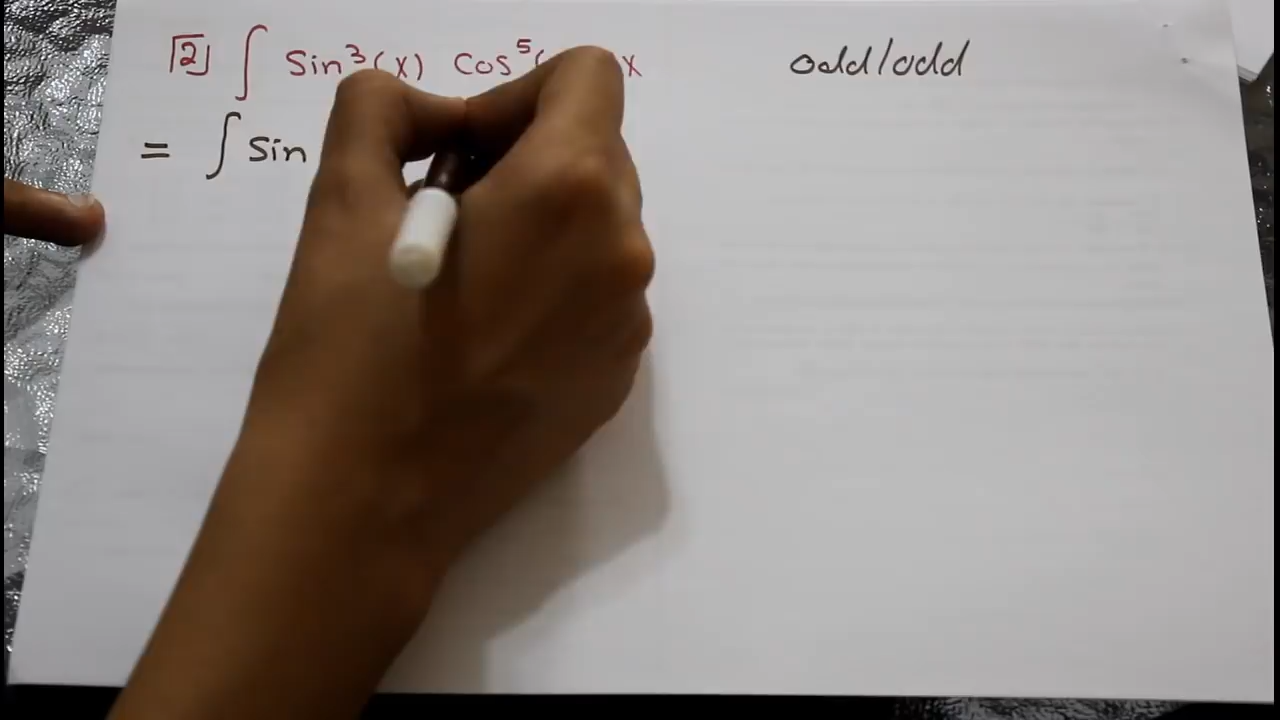 [2] ∫ Sin³(x) Cos⁵( x odd/odd
= ∫ Sin